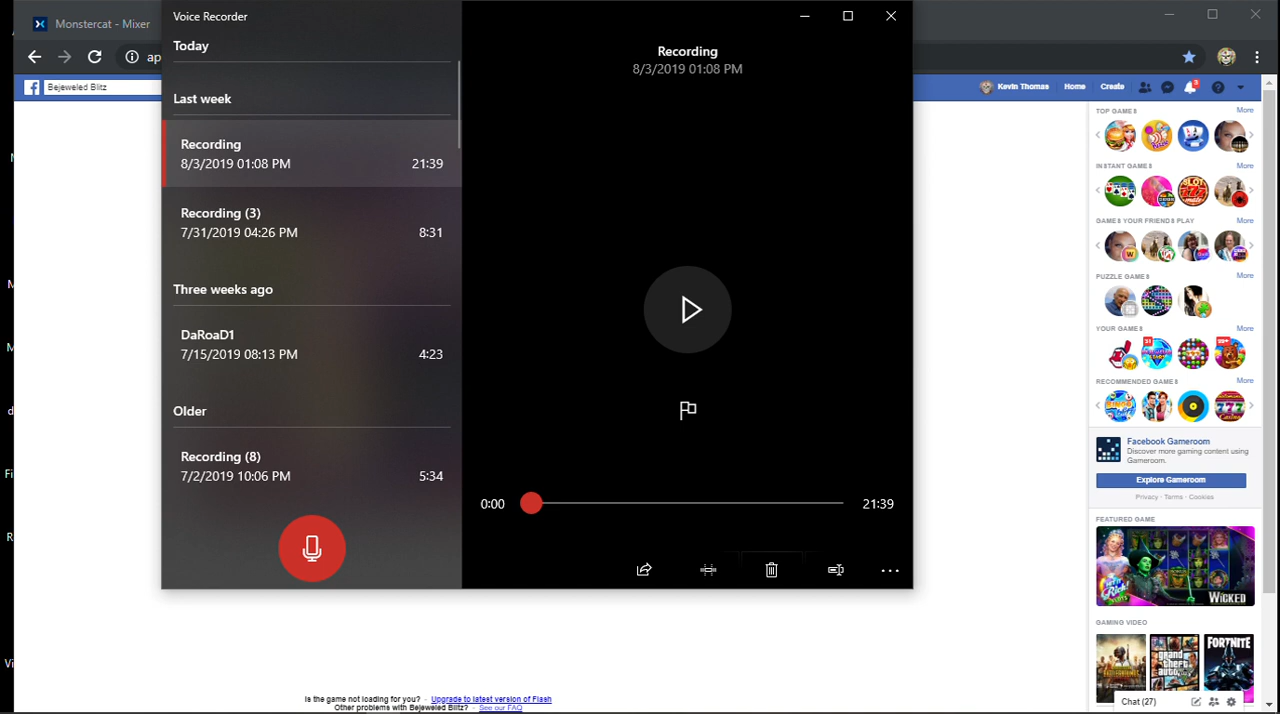 Monstercat - Mixer
ap
Bejeweled Blitz
Voice Recorder
Today
Last week
Recording
8/3/2019 01:08 PM
21:39
Recording (3)
7/31/2019 04:26 PM
8:31
Three weeks ago
DaRoaD1
7/15/2019 08:13 PM
4:23
Older
Recording (8)
7/2/2019 10:06 PM
5:34
Recording
8/3/2019 01:08 PM
0:00
21:39
Kevin Thomas
Home
Create
TOP GAMES
More
INSTANT GAMES
More
GAMES YOUR FRIENDS PLAY
More
PUZZLE GAMES
More
YOUR GAMES
More
RECOMMENDED GAMES
More
Facebook Gameroom
Discover more gaming content using
Gameroom.
Explore Gameroom
Privacy · Terms · Cookies
FEATURED GAME
WICKED
GAMING VIDEO
grand
theft
auto
FORTNITE
Chat (27)
Is the game not loading for you? - Upgrade to latest version of Flash
Other problems with Bejeweled Blitz? - See our FAQ